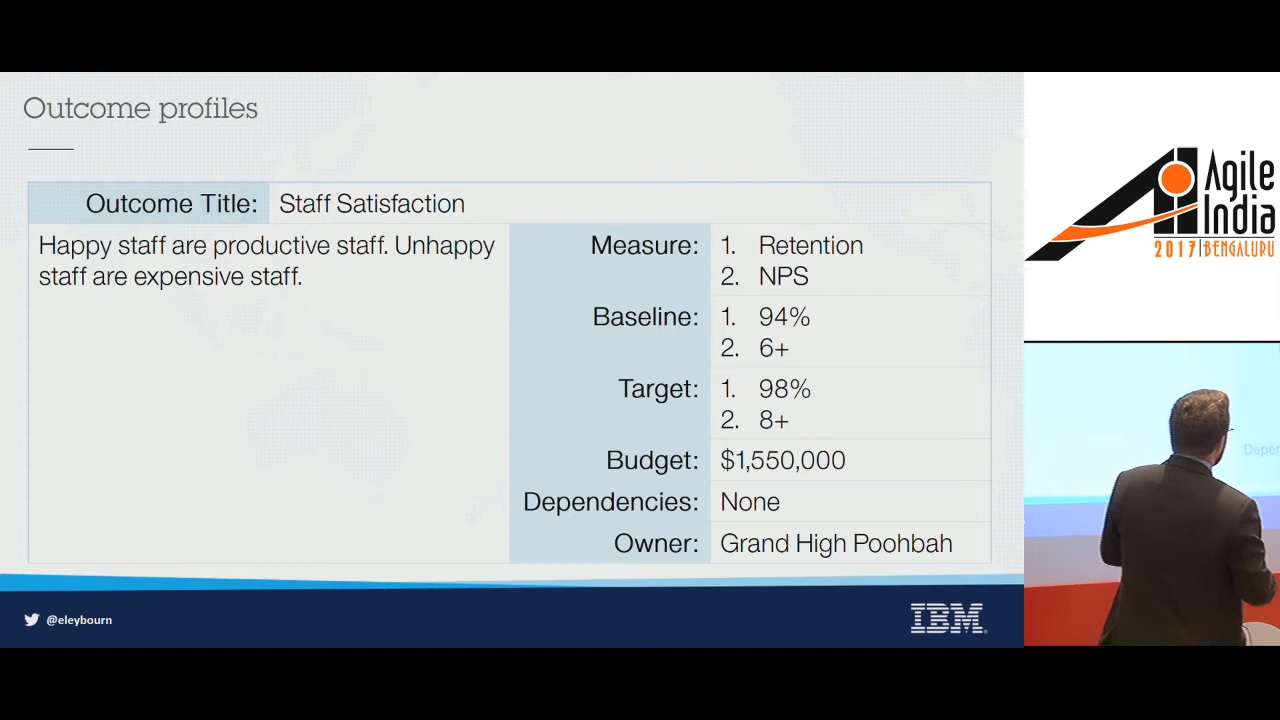 Outcome profiles
Outcome Title: Staff Satisfaction
Happy staff are productive staff. Unhappy
staff are expensive staff.
Measure: 1. Retention
2. NPS
Baseline: 1. 94%
2. 6+
Target: 1. 98%
2. 8+
Budget: $1,550,000
Dependencies: None
Owner: Grand High Poohbah
@eleybourn
IBM
Agile
India
2017 | BENGALURU
Depen